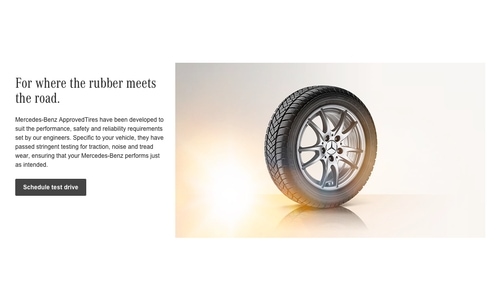 For where the rubber meets
the road.
Mercedes-Benz ApprovedTires have been developed to
suit the performance, safety and reliability requirements
set by our engineers. Specific to your vehicle, they have
passed stringent testing for traction, noise and tread
wear, ensuring that your Mercedes-Benz performs just
as intended.
Schedule test drive